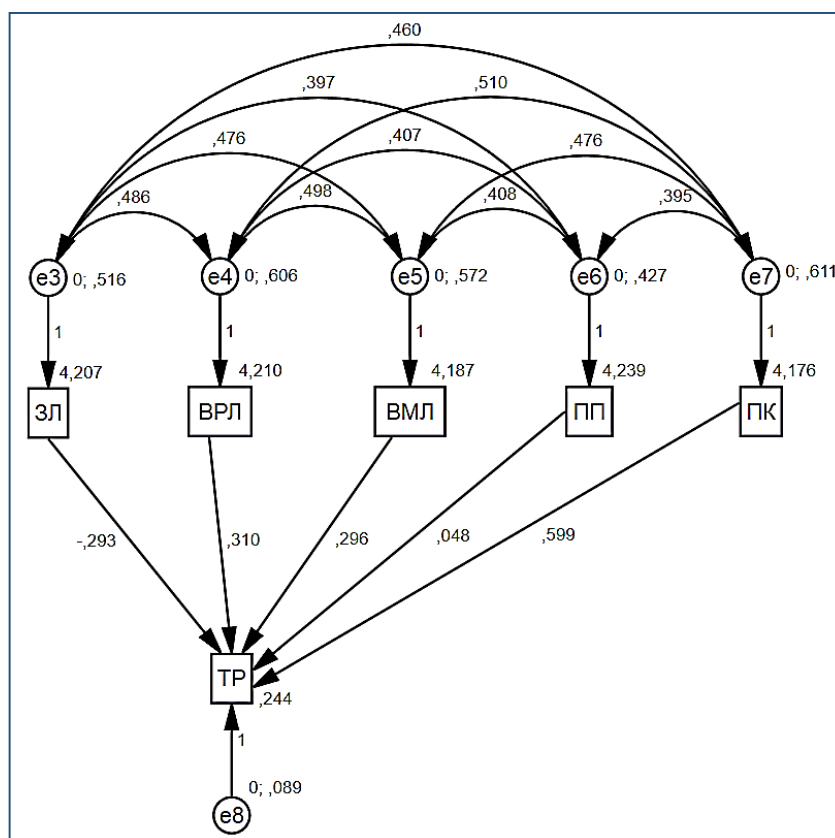 ,460
,397
,510
,476
,407
,476
,486
,498
,408
,395
e3
0; ,516
e4
0; ,606
e5
0; ,572
e6
0; ,427
e7
0; ,611
1
1
1
1
1
4,207
4,210
4,187
4,239
4,176
ЗЛ
ВРЛ
ВМЛ
ПП
ПК
-,293
,310
,296
,048
,599
ТР
,244
1
0; ,089
e8